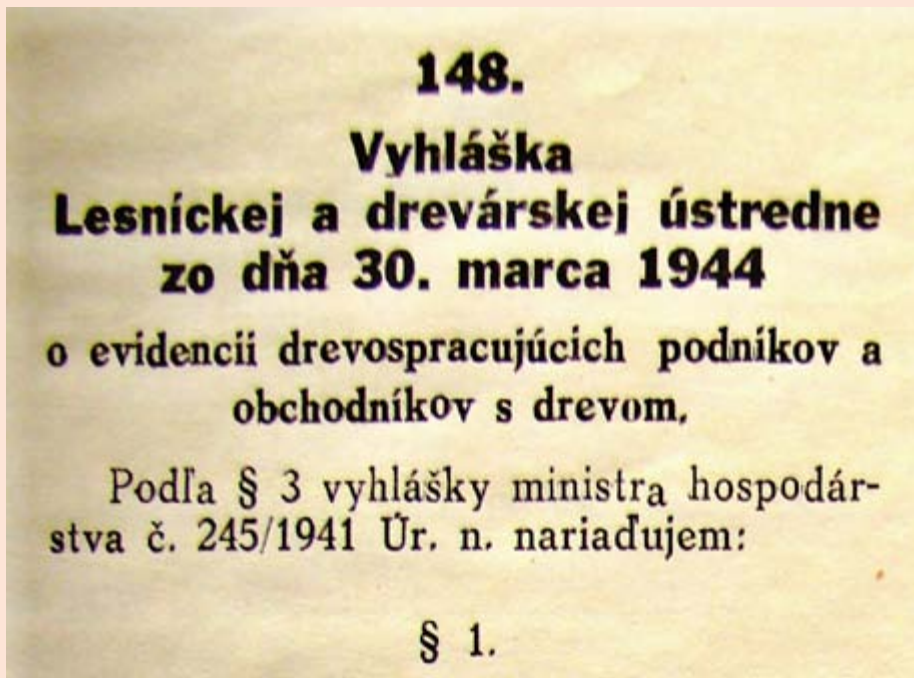 148.
Vyhláška
Lesníckej a drevárskej ústredne
zo dňa 30. marca 1944
o evidencii drevospracujúcich podníkov a
obchodníkov s drevom.
Podľa § 3 vyhlášky ministra hospodár-
stva č. 245/1941 Úr. n. nariaďujem:
§ 1.